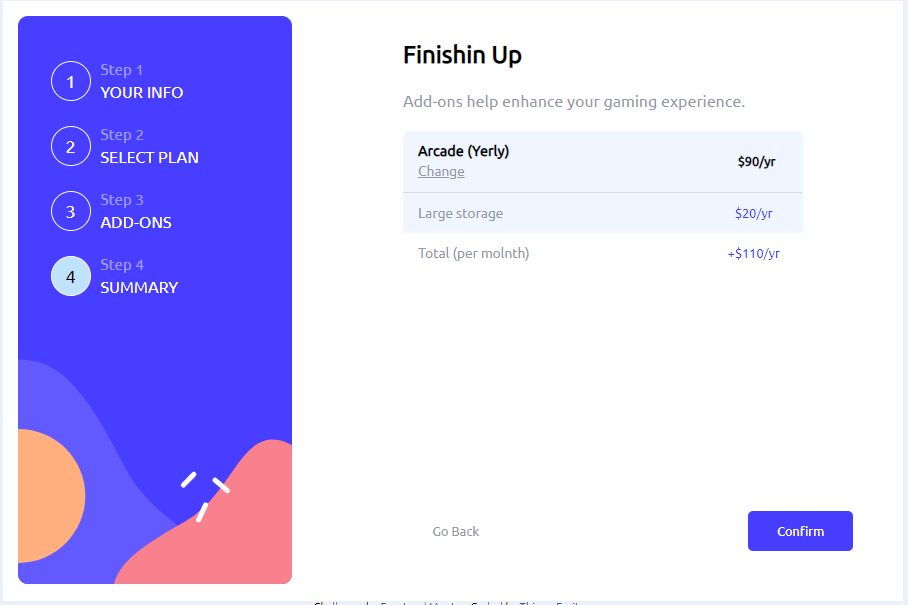 1
Step 1
YOUR INFO
2
Step 2
SELECT PLAN
3
Step 3
ADD-ONS
4
Step 4
SUMMARY
Finishin Up
Add-ons help enhance your gaming experience.
Arcade (Yerly)
Change
$90/yr
Large storage
$20/yr
Total (per molnth)
+$110/yr
Go Back
Confirm